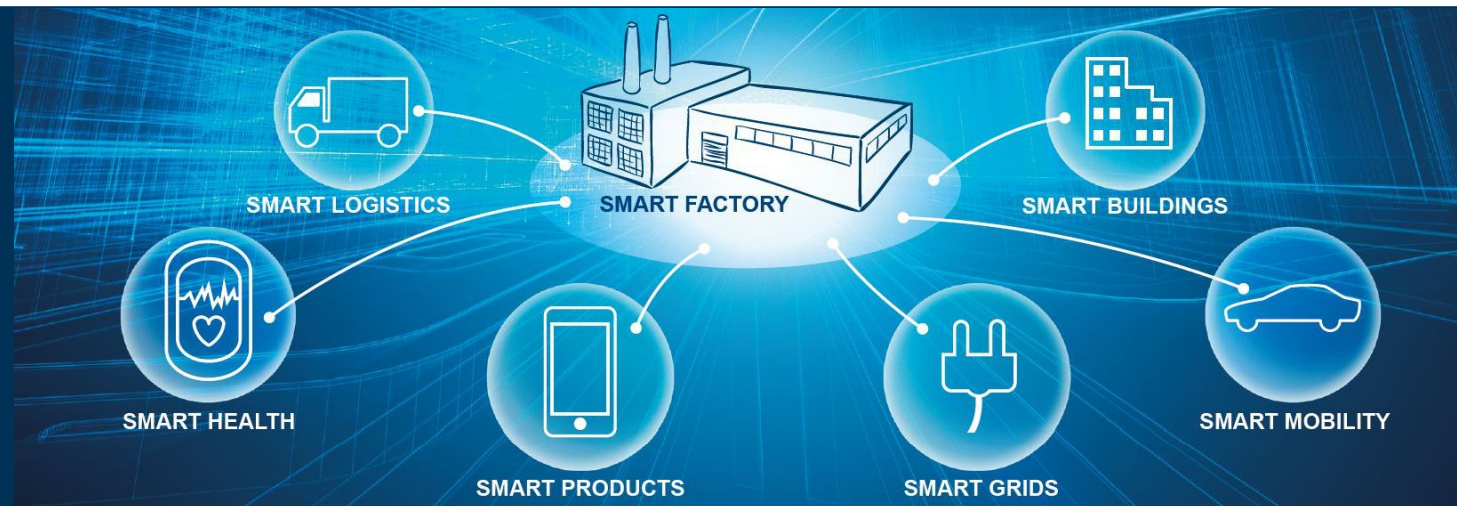 SMART LOGISTICS
SMART FACTORY
SMART BUILDINGS
SMART HEALTH
SMART MOBILITY
SMART PRODUCTS
SMART GRIDS